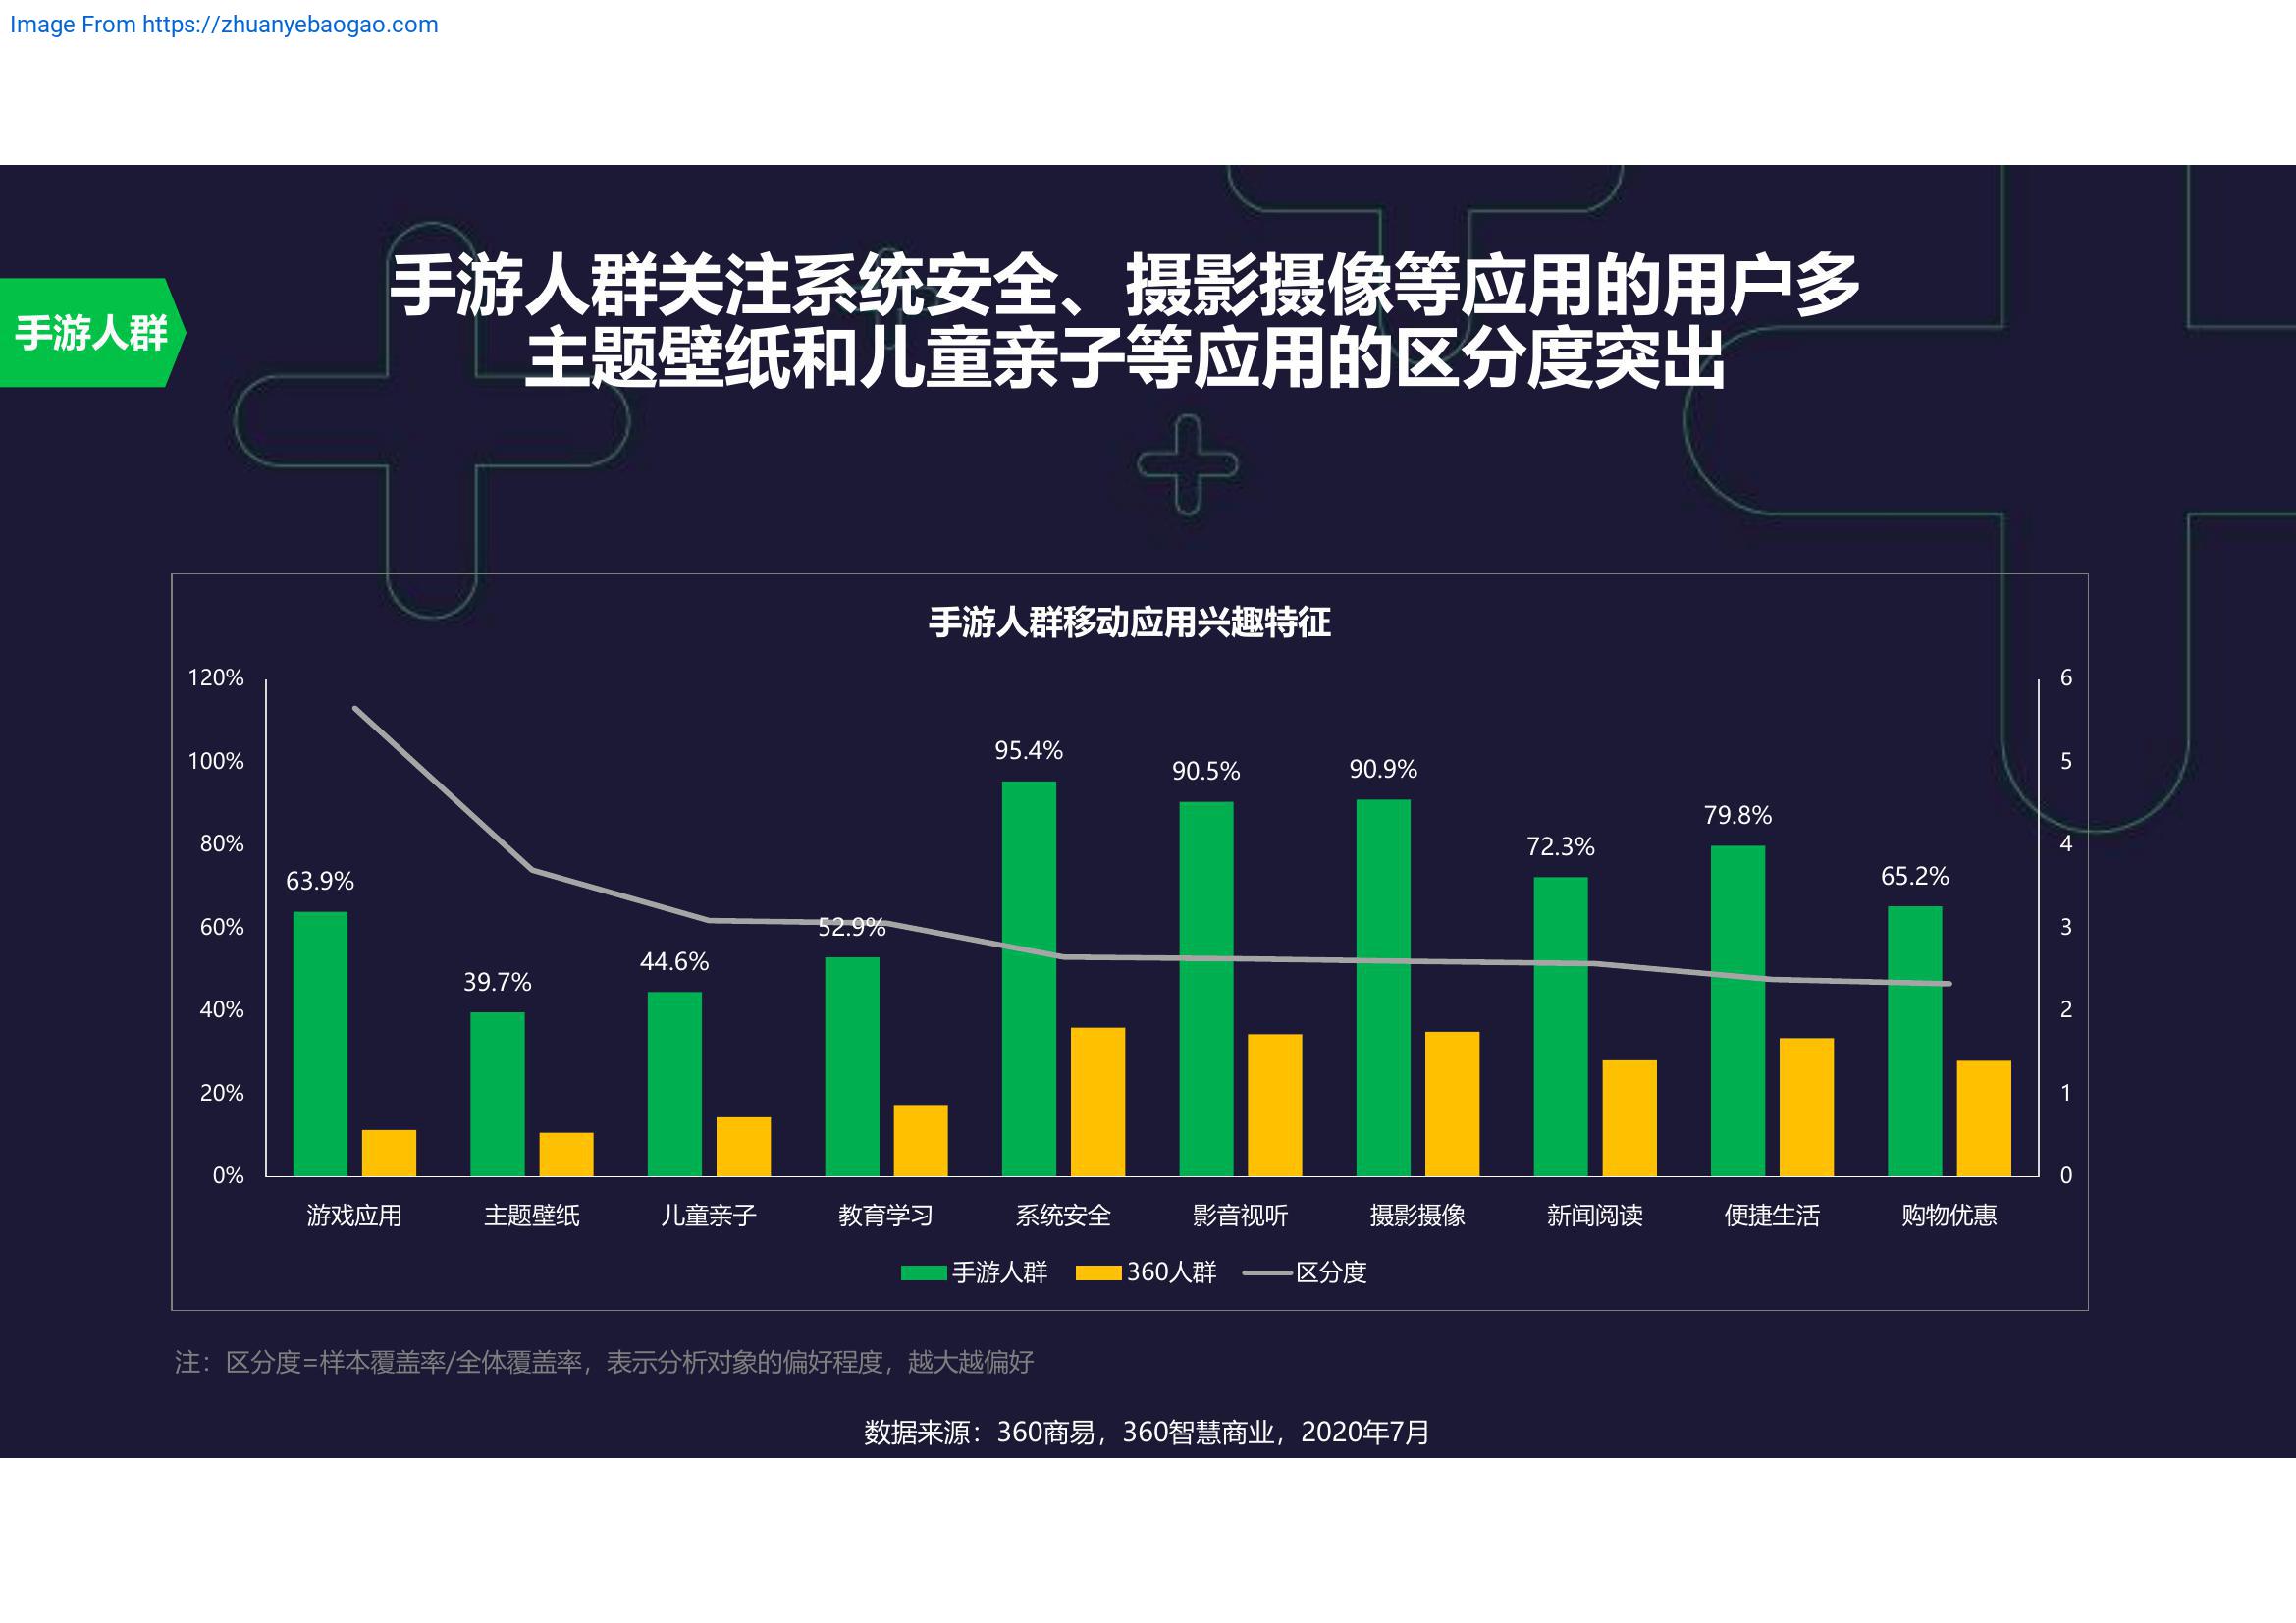 Image From https://zhuanyebaogao.com
手游人群关注系统安全、摄影摄像等应用的用户多
主题壁纸和儿童亲子等应用的区分度突出
手游人群
手游人群移动应用兴趣特征
120%
100%
80%
60%
40%
20%
0%
6
5
4
3
2
1
0
63.9%
39.7%
44.6%
52.9%
95.4%
90.5%
90.9%
72.3%
79.8%
65.2%
游戏应用
主题壁纸
儿童亲子
教育学习
系统安全
影音视听
摄影摄像
新闻阅读
便捷生活
购物优惠
手游人群 360人群 区分度
注：区分度=样本覆盖率/全体覆盖率，表示分析对象的偏好程度，越大越偏好
数据来源：360商易，360智慧商业，2020年7月